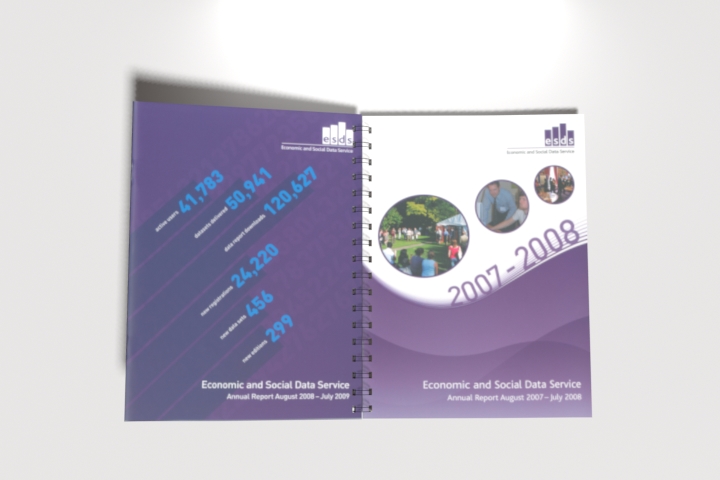 esds
Economic and Social Data Service
active users 41,783
datasets delivered 50,941
data report downloads 120,627
new registrations 24,220
new data sets 456
new editions 299
Economic and Social Data Service
Annual Report August 2008 – July 2009
esds
Economic and Social Data Service
2007-2008
Economic and Social Data Service
Annual Report August 2007 – July 2008